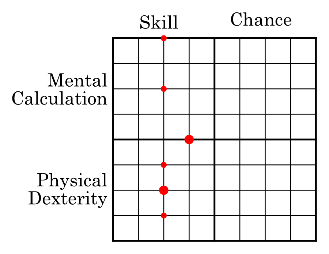 Skill
Chance
Mental
Calculation
Physical
Dexterity